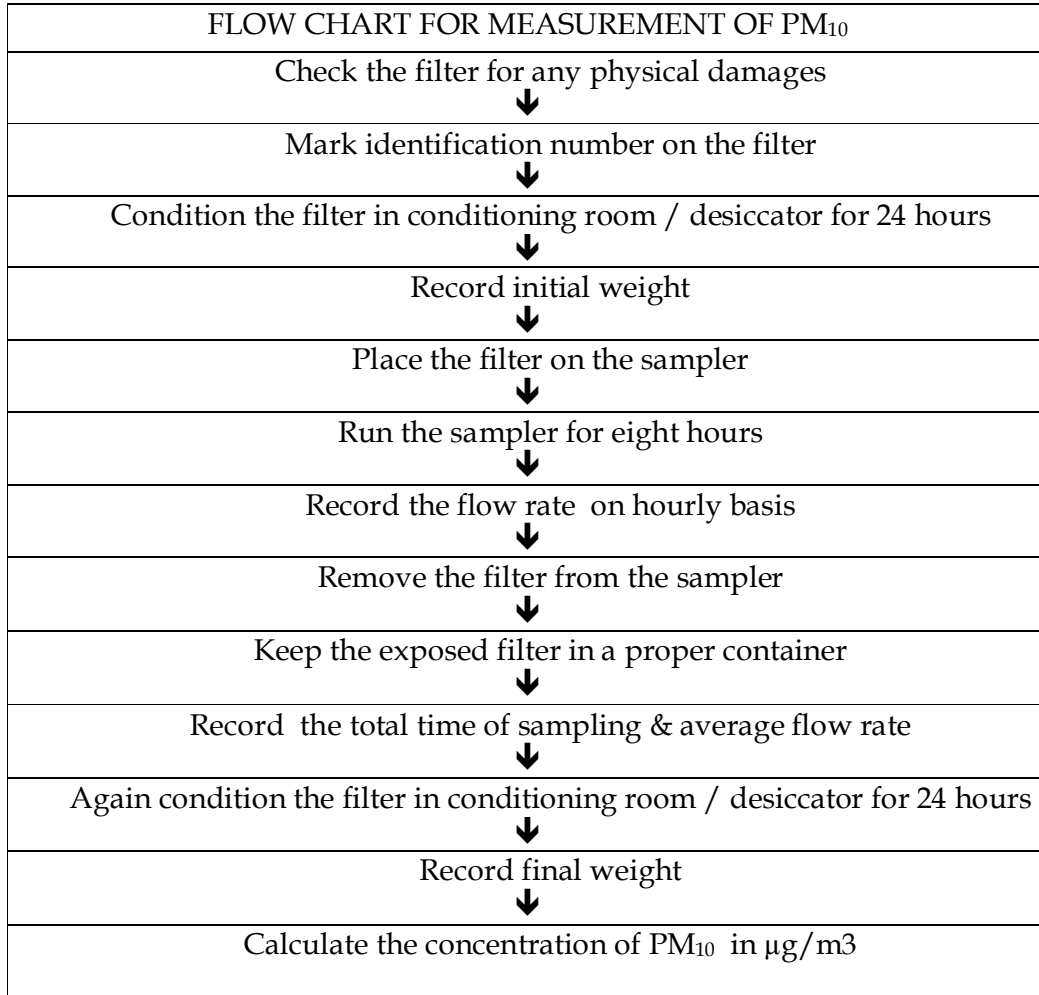 FLOW CHART FOR MEASUREMENT OF PM₁₀
Check the filter for any physical damages
Mark identification number on the filter
Condition the filter in conditioning room / desiccator for 24 hours
Record initial weight
Place the filter on the sampler
Run the sampler for eight hours
Record the flow rate on hourly basis
Remove the filter from the sampler
Keep the exposed filter in a proper container
Record the total time of sampling & average flow rate
Again condition the filter in conditioning room / desiccator for 24 hours
Record final weight
Calculate the concentration of PM₁₀ in µg/m3